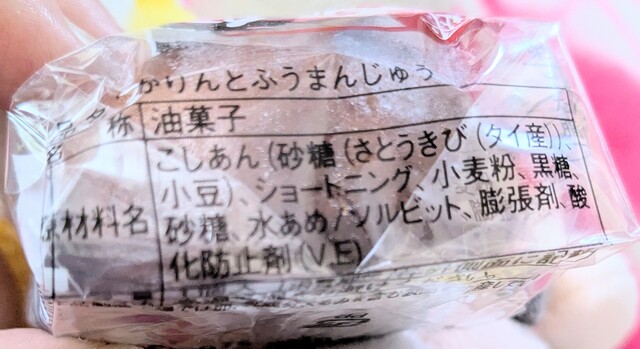 かりんとふうまんじゅう
名称 油菓子
原材料名 こしあん（砂糖（さとうきび（タイ産））、
小豆）、ショートニング、小麦粉、黒糖、
砂糖、水あめ/ソルビット、膨張剤、酸
化防止剤（V.E）